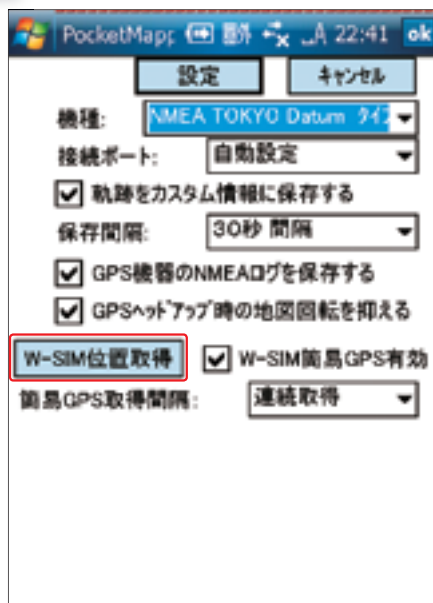 PocketMapp 圏外 22:41 ok
設定 キャンセル
機種: NMEA TOKYO Datum タイ
接続ポート: 自動設定
軌跡をカスタム情報に保存する
保存間隔: 30秒 間隔
GPS機器のNMEAログを保存する
GPSヘッドアップ時の地図回転を抑える
W-SIM位置取得 W-SIM簡易GPS有効
簡易GPS取得間隔: 連続取得